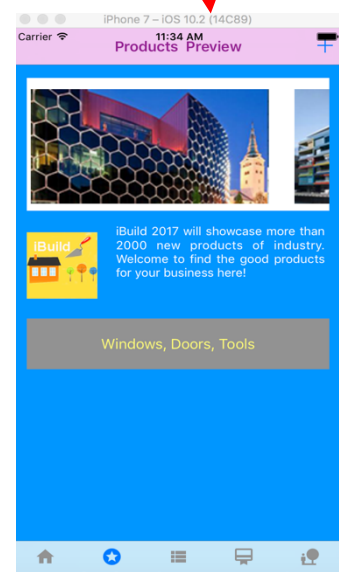 iPhone 7 – iOS 10.2 (14C89)
Carrier 11:34 AM
Products Preview
iBuild 2017 will showcase more than
2000 new products of industry.
Welcome to find the good products
for your business here!
iBuild
Windows, Doors, Tools